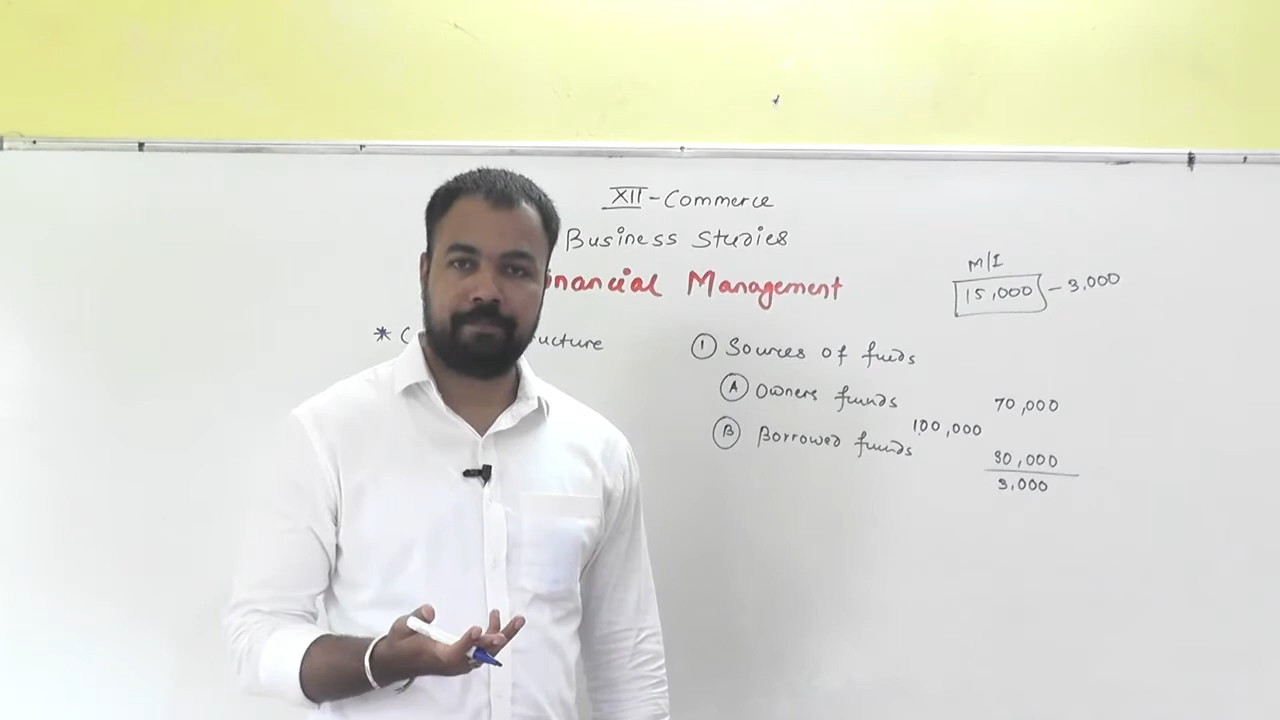 XII - Commerce
Business Studies
inancial Management
* C ucture
M/I
15,000 - 3,000
1 Sources of funds
A Owners funds 70,000
100,000
B Borrowed funds 30,000
3,000